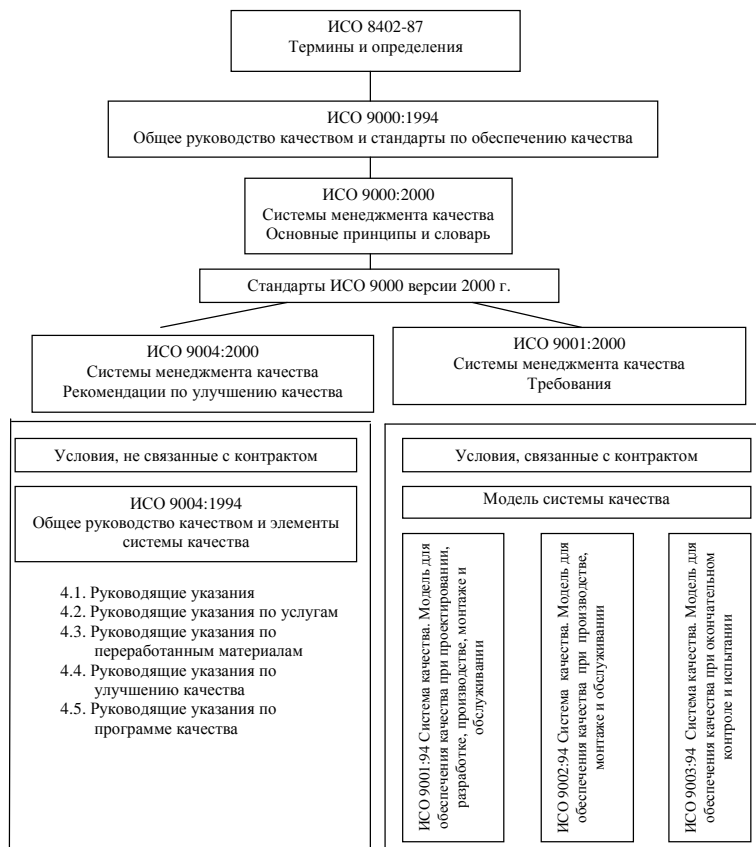 ИСО 8402-87
Термины и определения
ИСО 9000:1994
Общее руководство качеством и стандарты по обеспечению качества
ИСО 9000:2000
Системы менеджмента качества
Основные принципы и словарь
Стандарты ИСО 9000 версии 2000 г.
ИСО 9004:2000
Системы менеджмента качества
Рекомендации по улучшению качества
ИСО 9001:2000
Системы менеджмента качества
Требования
Условия, не связанные с контрактом
ИСО 9004:1994
Общее руководство качеством и элементы
системы качества
4.1. Руководящие указания
4.2. Руководящие указания по услугам
4.3. Руководящие указания по
переработанным материалам
4.4. Руководящие указания по
улучшению качества
4.5. Руководящие указания по
программе качества
Условия, связанные с контрактом
Модель системы качества
ИСО 9001:94 Система качества. Модель для
обеспечения качества при проектировании,
разработке, производстве, монтаже и
обслуживании
ИСО 9002:94 Система качества. Модель для
обеспечения качества при производстве,
монтаже и обслуживании
ИСО 9003:94 Система качества. Модель для
обеспечения качества при окончательном
контроле и испытании